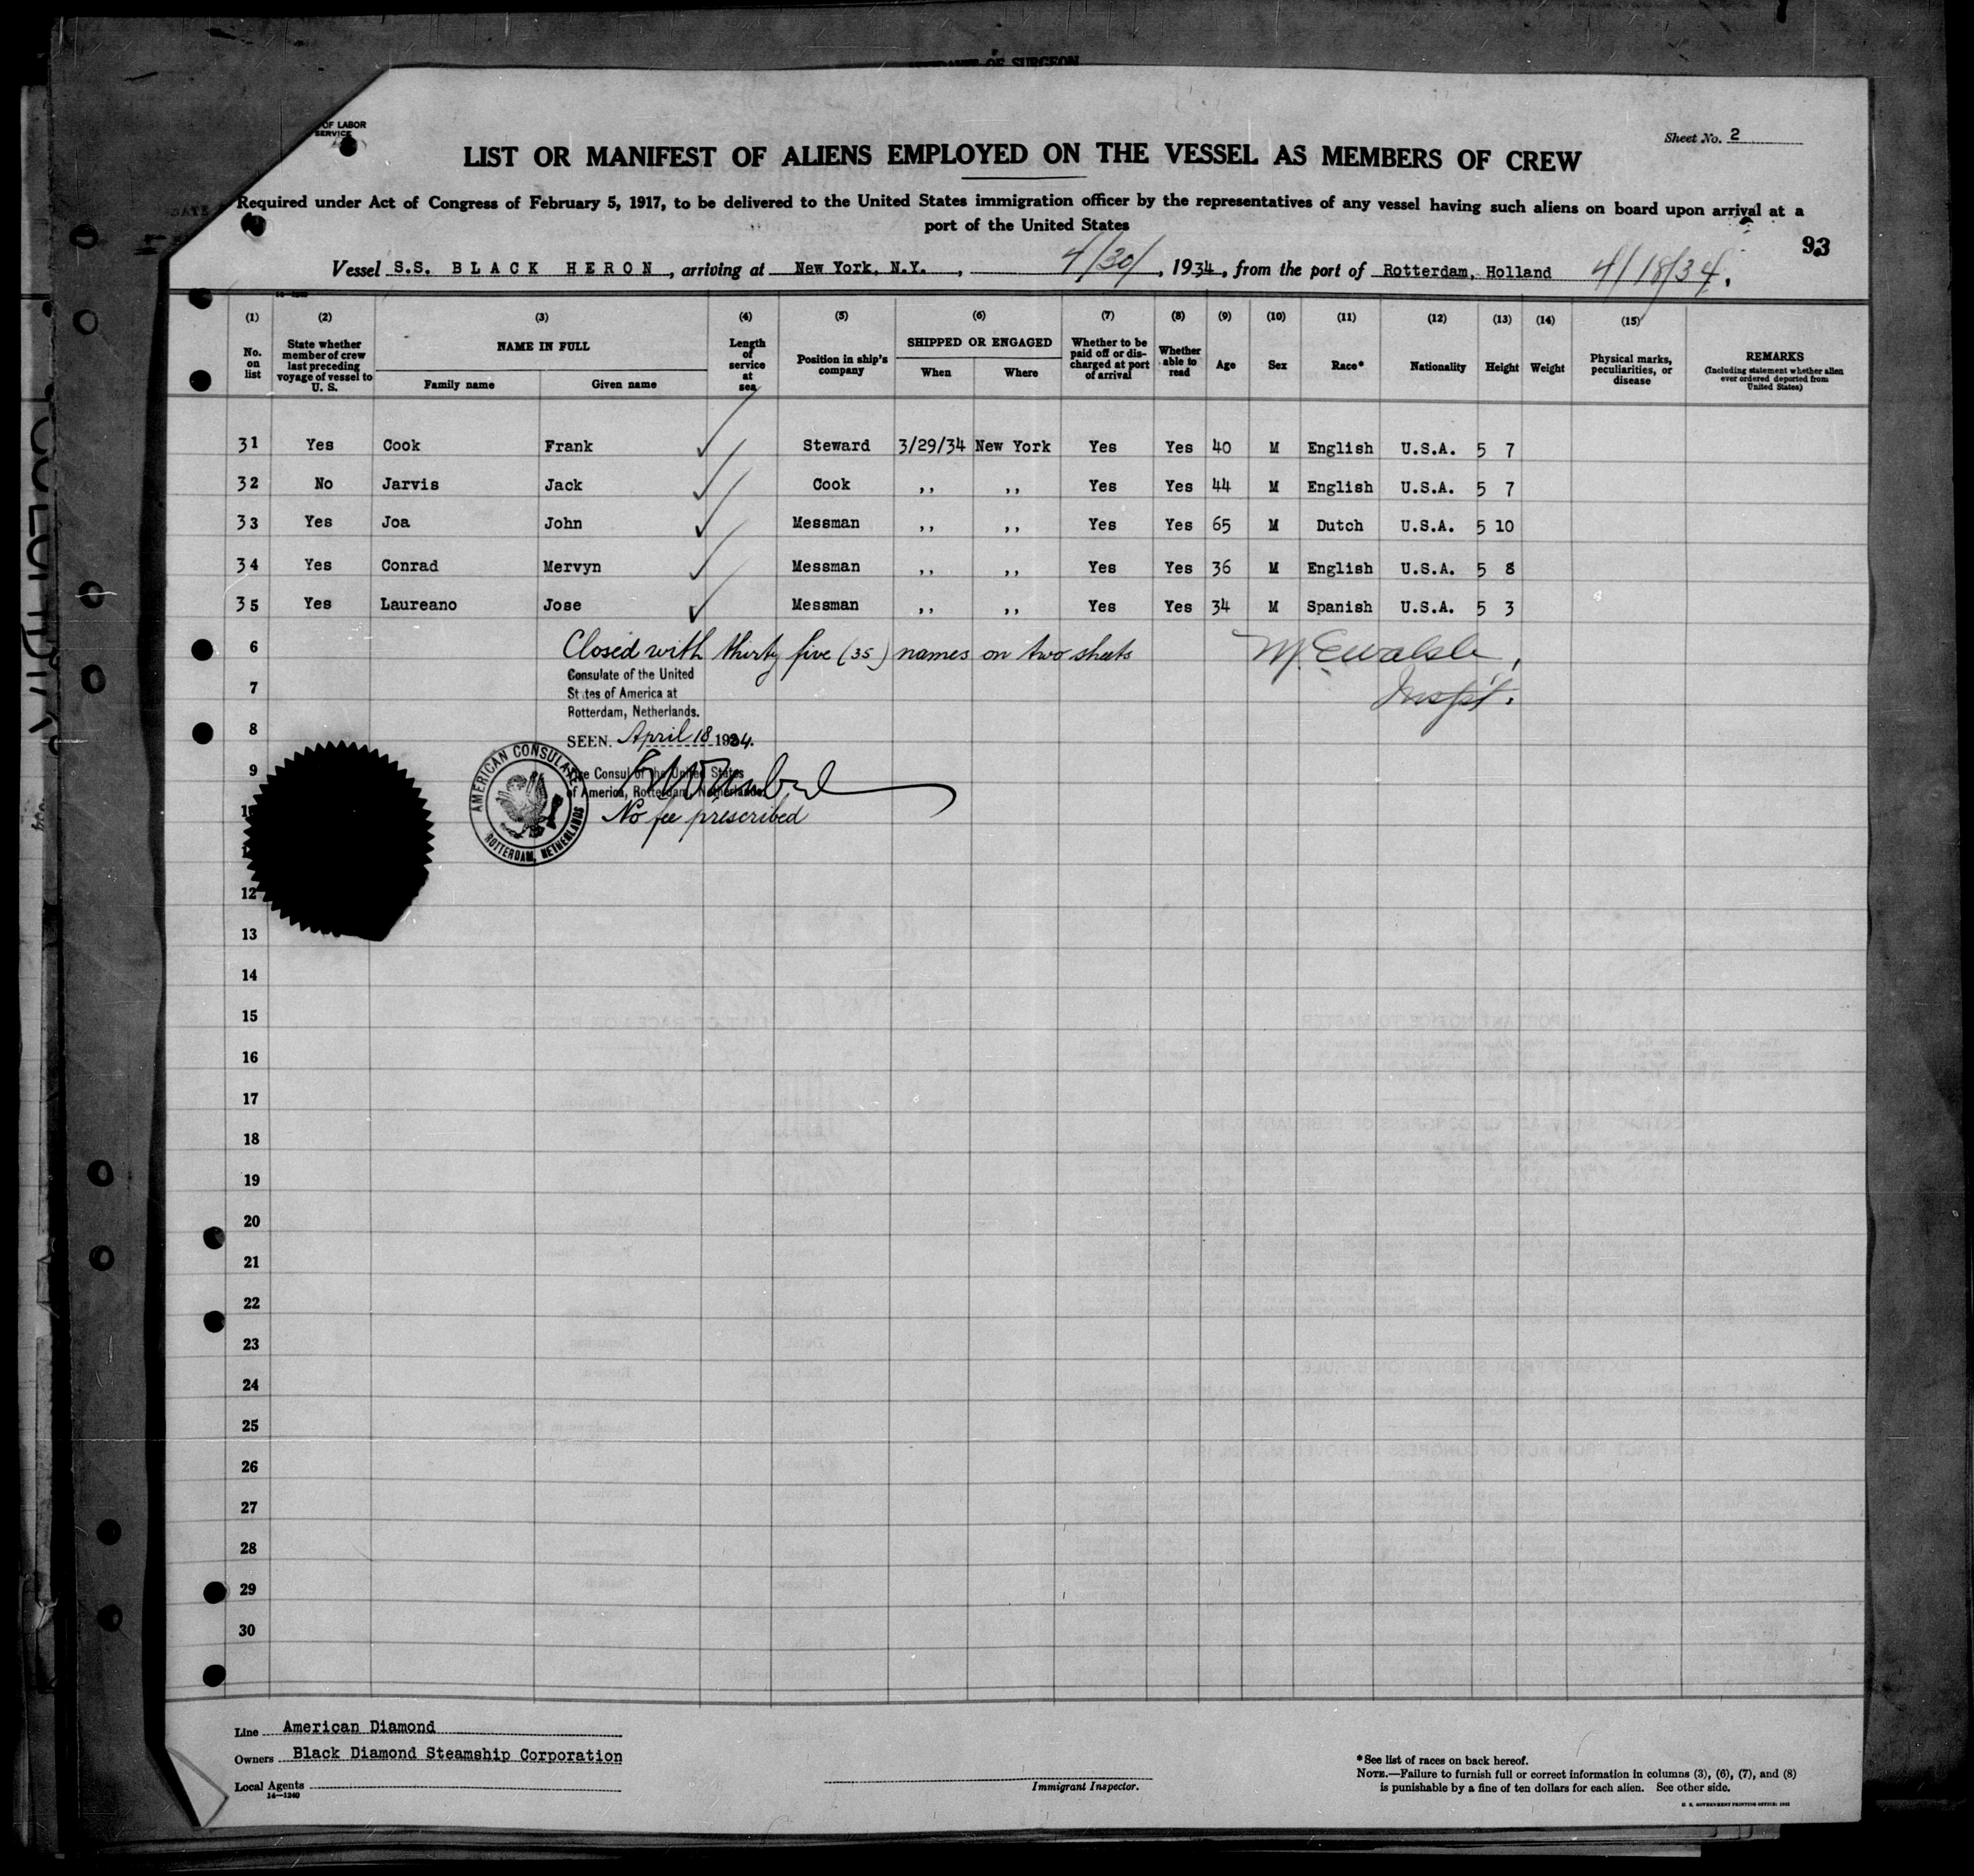 OF SURGEON
OF LABOR
SERVICE
Sheet No. 2
LIST OR MANIFEST OF ALIENS EMPLOYED ON THE VESSEL AS MEMBERS OF CREW
Required under Act of Congress of February 5, 1917, to be delivered to the United States immigration officer by the representatives of any vessel having such aliens on board upon arrival at a
port of the United States
93
Vessel S.S. BLACK HERON, arriving at New York, N.Y., 4/30/, 1934, from the port of Rotterdam, Holland 4/18/34.
(1) (2) (3) (4) (5) (6) (7) (8) (9) (10) (11) (12) (13) (14) (15)
No. on list State whether member of crew last preceding voyage of vessel to U. S. NAME IN FULL Family name Given name Length of service at sea Position in ship's company SHIPPED OR ENGAGED When Where Whether to be paid off or discharged at port of arrival Whether able to read Age Sex Race* Nationality Height Weight Physical marks, peculiarities, or disease REMARKS (Including statement whether alien ever ordered deported from United States)
31 Yes Cook Frank Steward 3/29/34 New York Yes Yes 40 M English U.S.A. 5 7
32 No Jarvis Jack Cook ,, ,, Yes Yes 44 M English U.S.A. 5 7
33 Yes Joa John Messman ,, ,, Yes Yes 65 M Dutch U.S.A. 5 10
34 Yes Conrad Mervyn Messman ,, ,, Yes Yes 36 M English U.S.A. 5 8
35 Yes Laureano Jose Messman ,, ,, Yes Yes 34 M Spanish U.S.A. 5 3
6 Closed with thirty five (35) names on two sheets M. E. Walsh,
Consulate of the United
7 States of America at Inspt.
Rotterdam, Netherlands.
8 SEEN. April 18 1934.
9 Vice Consul of the United States
of America, Rotterdam, Netherlands.
No fee prescribed
AMERICAN CONSULATE
ROTTERDAM, NETHERLANDS
12
13
14
15
16
17
18
19
20
21
22
23
24
25
26
27
28
29
30
Line American Diamond
Owners Black Diamond Steamship Corporation
Local Agents
14—1240
Immigrant Inspector.
*See list of races on back hereof.
NOTE.—Failure to furnish full or correct information in columns (3), (6), (7), and (8)
is punishable by a fine of ten dollars for each alien. See other side.
U. S. GOVERNMENT PRINTING OFFICE: 1932